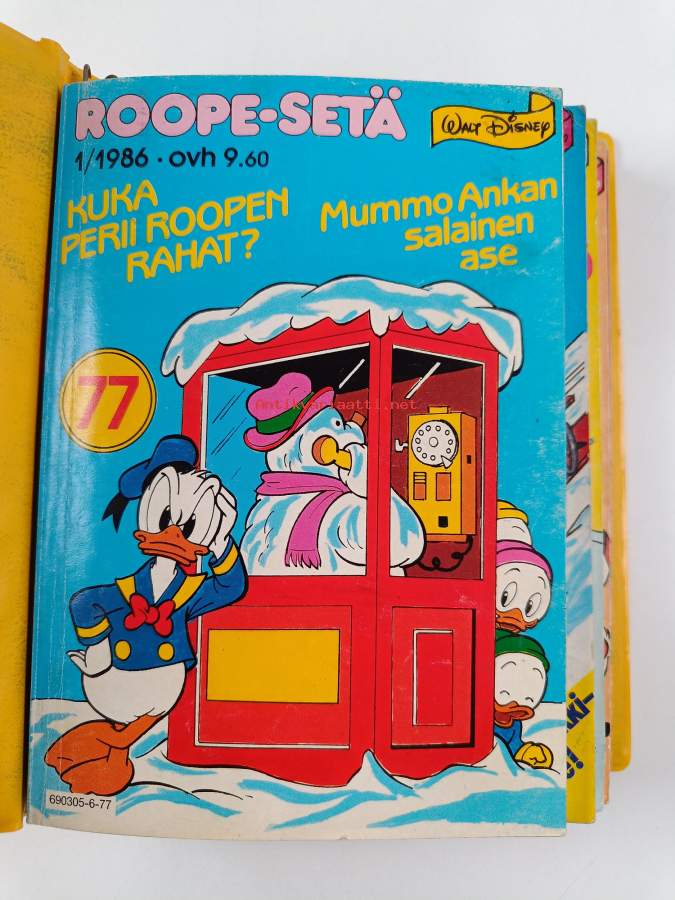 ROOPE-SETÄ
WALT DISNEY
1/1986 · ovh 9.60
KUKA
PERII ROOPEN
RAHAT?
Mummo Ankan
salainen
ase
77
Antikvariaatti.net
690305-6-77